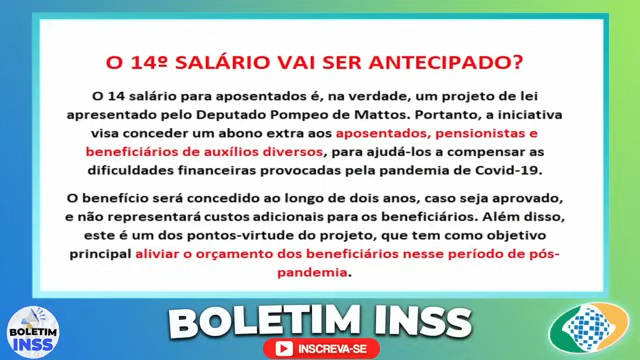 O 14º SALÁRIO VAI SER ANTECIPADO?
O 14 salário para aposentados é, na verdade, um projeto de lei
apresentado pelo Deputado Pompeo de Mattos. Portanto, a iniciativa
visa conceder um abono extra aos aposentados, pensionistas e
beneficiários de auxílios diversos, para ajudá-los a compensar as
dificuldades financeiras provocadas pela pandemia de Covid-19.
O benefício será concedido ao longo de dois anos, caso seja aprovado,
e não representará custos adicionais para os beneficiários. Além disso,
este é um dos pontos-virtude do projeto, que tem como objetivo
principal aliviar o orçamento dos beneficiários nesse período de pós-
pandemia.
BOLETIM
INSS
BOLETIM INSS
INSCREVA-SE